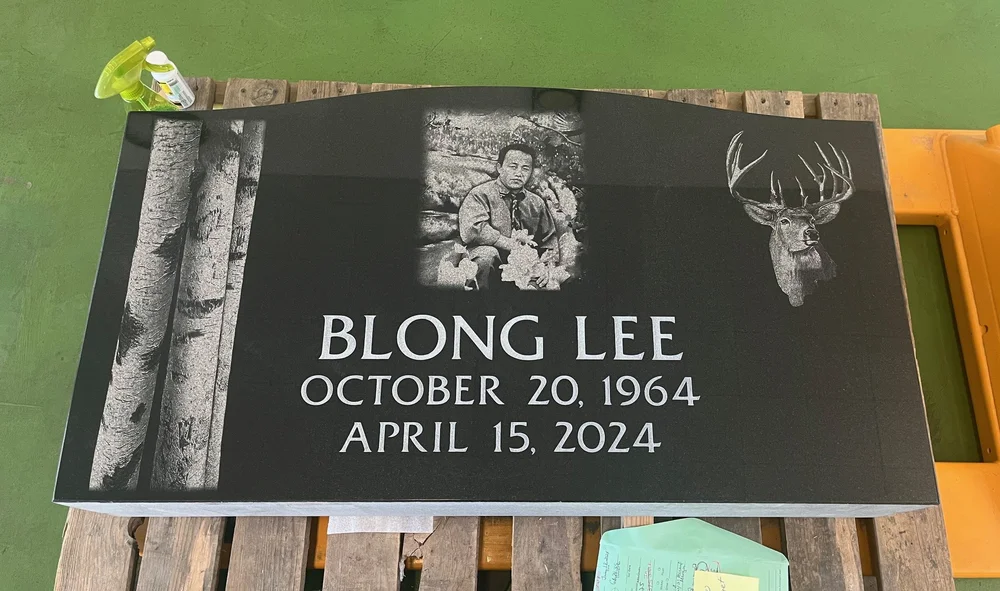 BLONG LEE
OCTOBER 20, 1964
APRIL 15, 2024